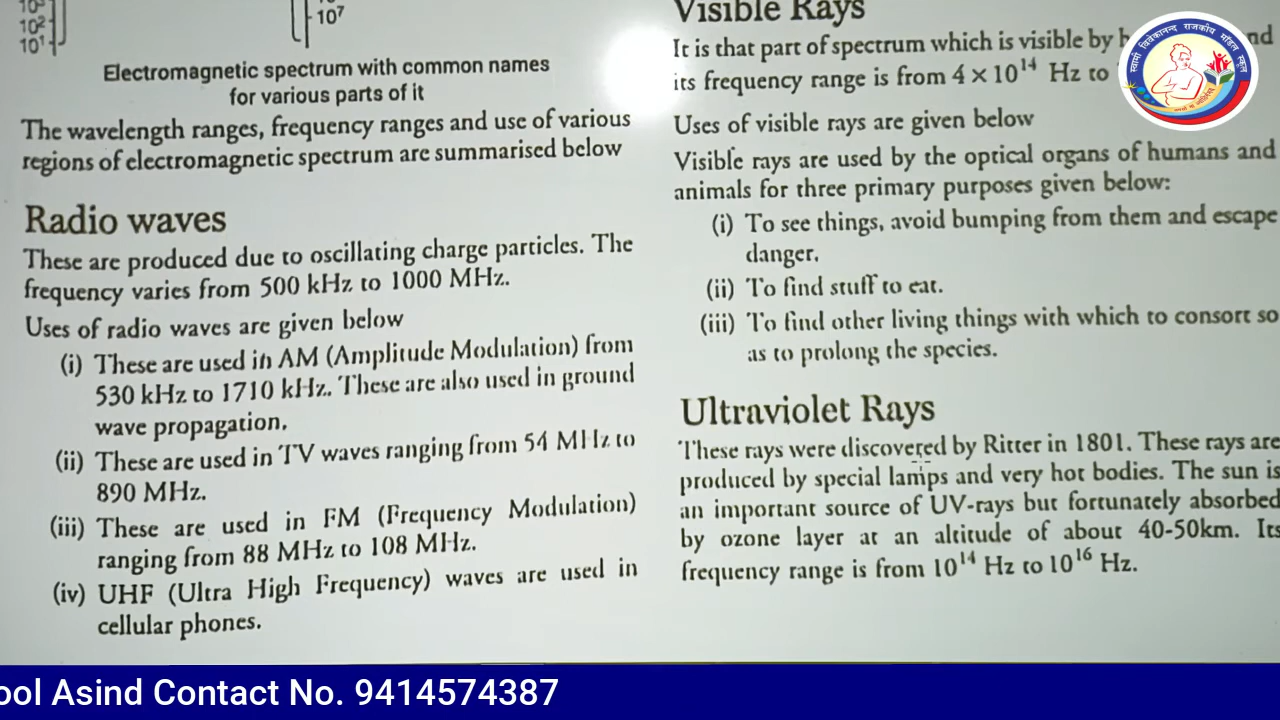 10³
10²
10¹
10⁷
Electromagnetic spectrum with common names
for various parts of it
The wavelength ranges, frequency ranges and use of various
regions of electromagnetic spectrum are summarised below
Radio waves
These are produced due to oscillating charge particles. The
frequency varies from 500 kHz to 1000 MHz.
Uses of radio waves are given below
(i) These are used in AM (Amplitude Modulation) from
530 kHz to 1710 kHz. These are also used in ground
wave propagation.
(ii) These are used in TV waves ranging from 54 MHz to
890 MHz.
(iii) These are used in FM (Frequency Modulation)
ranging from 88 MHz to 108 MHz.
(iv) UHF (Ultra High Frequency) waves are used in
cellular phones.
Visible Rays
It is that part of spectrum which is visible by h nd
its frequency range is from 4 × 10¹⁴ Hz to
Uses of visible rays are given below
Visible rays are used by the optical organs of humans and
animals for three primary purposes given below:
(i) To see things, avoid bumping from them and escape
danger.
(ii) To find stuff to eat.
(iii) To find other living things with which to consort so
as to prolong the species.
Ultraviolet Rays
These rays were discovered by Ritter in 1801. These rays are
produced by special lamps and very hot bodies. The sun is
an important source of UV-rays but fortunately absorbed
by ozone layer at an altitude of about 40-50km. Its
frequency range is from 10¹⁴ Hz to 10¹⁶ Hz.
स्वामी विवेकानन्द राजकीय मॉडल स्कूल
ool Asind Contact No. 9414574387